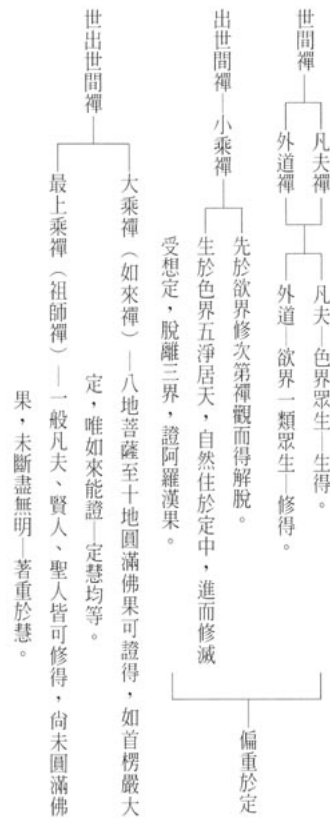 世間禪
凡夫禪
外道禪
凡夫—色界眾生—生得。
外道—欲界一類眾生—修得。
出世間禪—小乘禪
先於欲界修次第禪觀而得解脫。
生於色界五淨居天，自然住於定中，進而修滅
受想定，脫離三界，證阿羅漢果。
偏重於定
世出世間禪
大乘禪（如來禪）—八地菩薩至十地圓滿佛果可證得，如首楞嚴大
定，唯如來能證—定慧均等。
最上乘禪（祖師禪）—一般凡夫、賢人、聖人皆可修得，尚未圓滿佛
果，未斷盡無明—著重於慧。